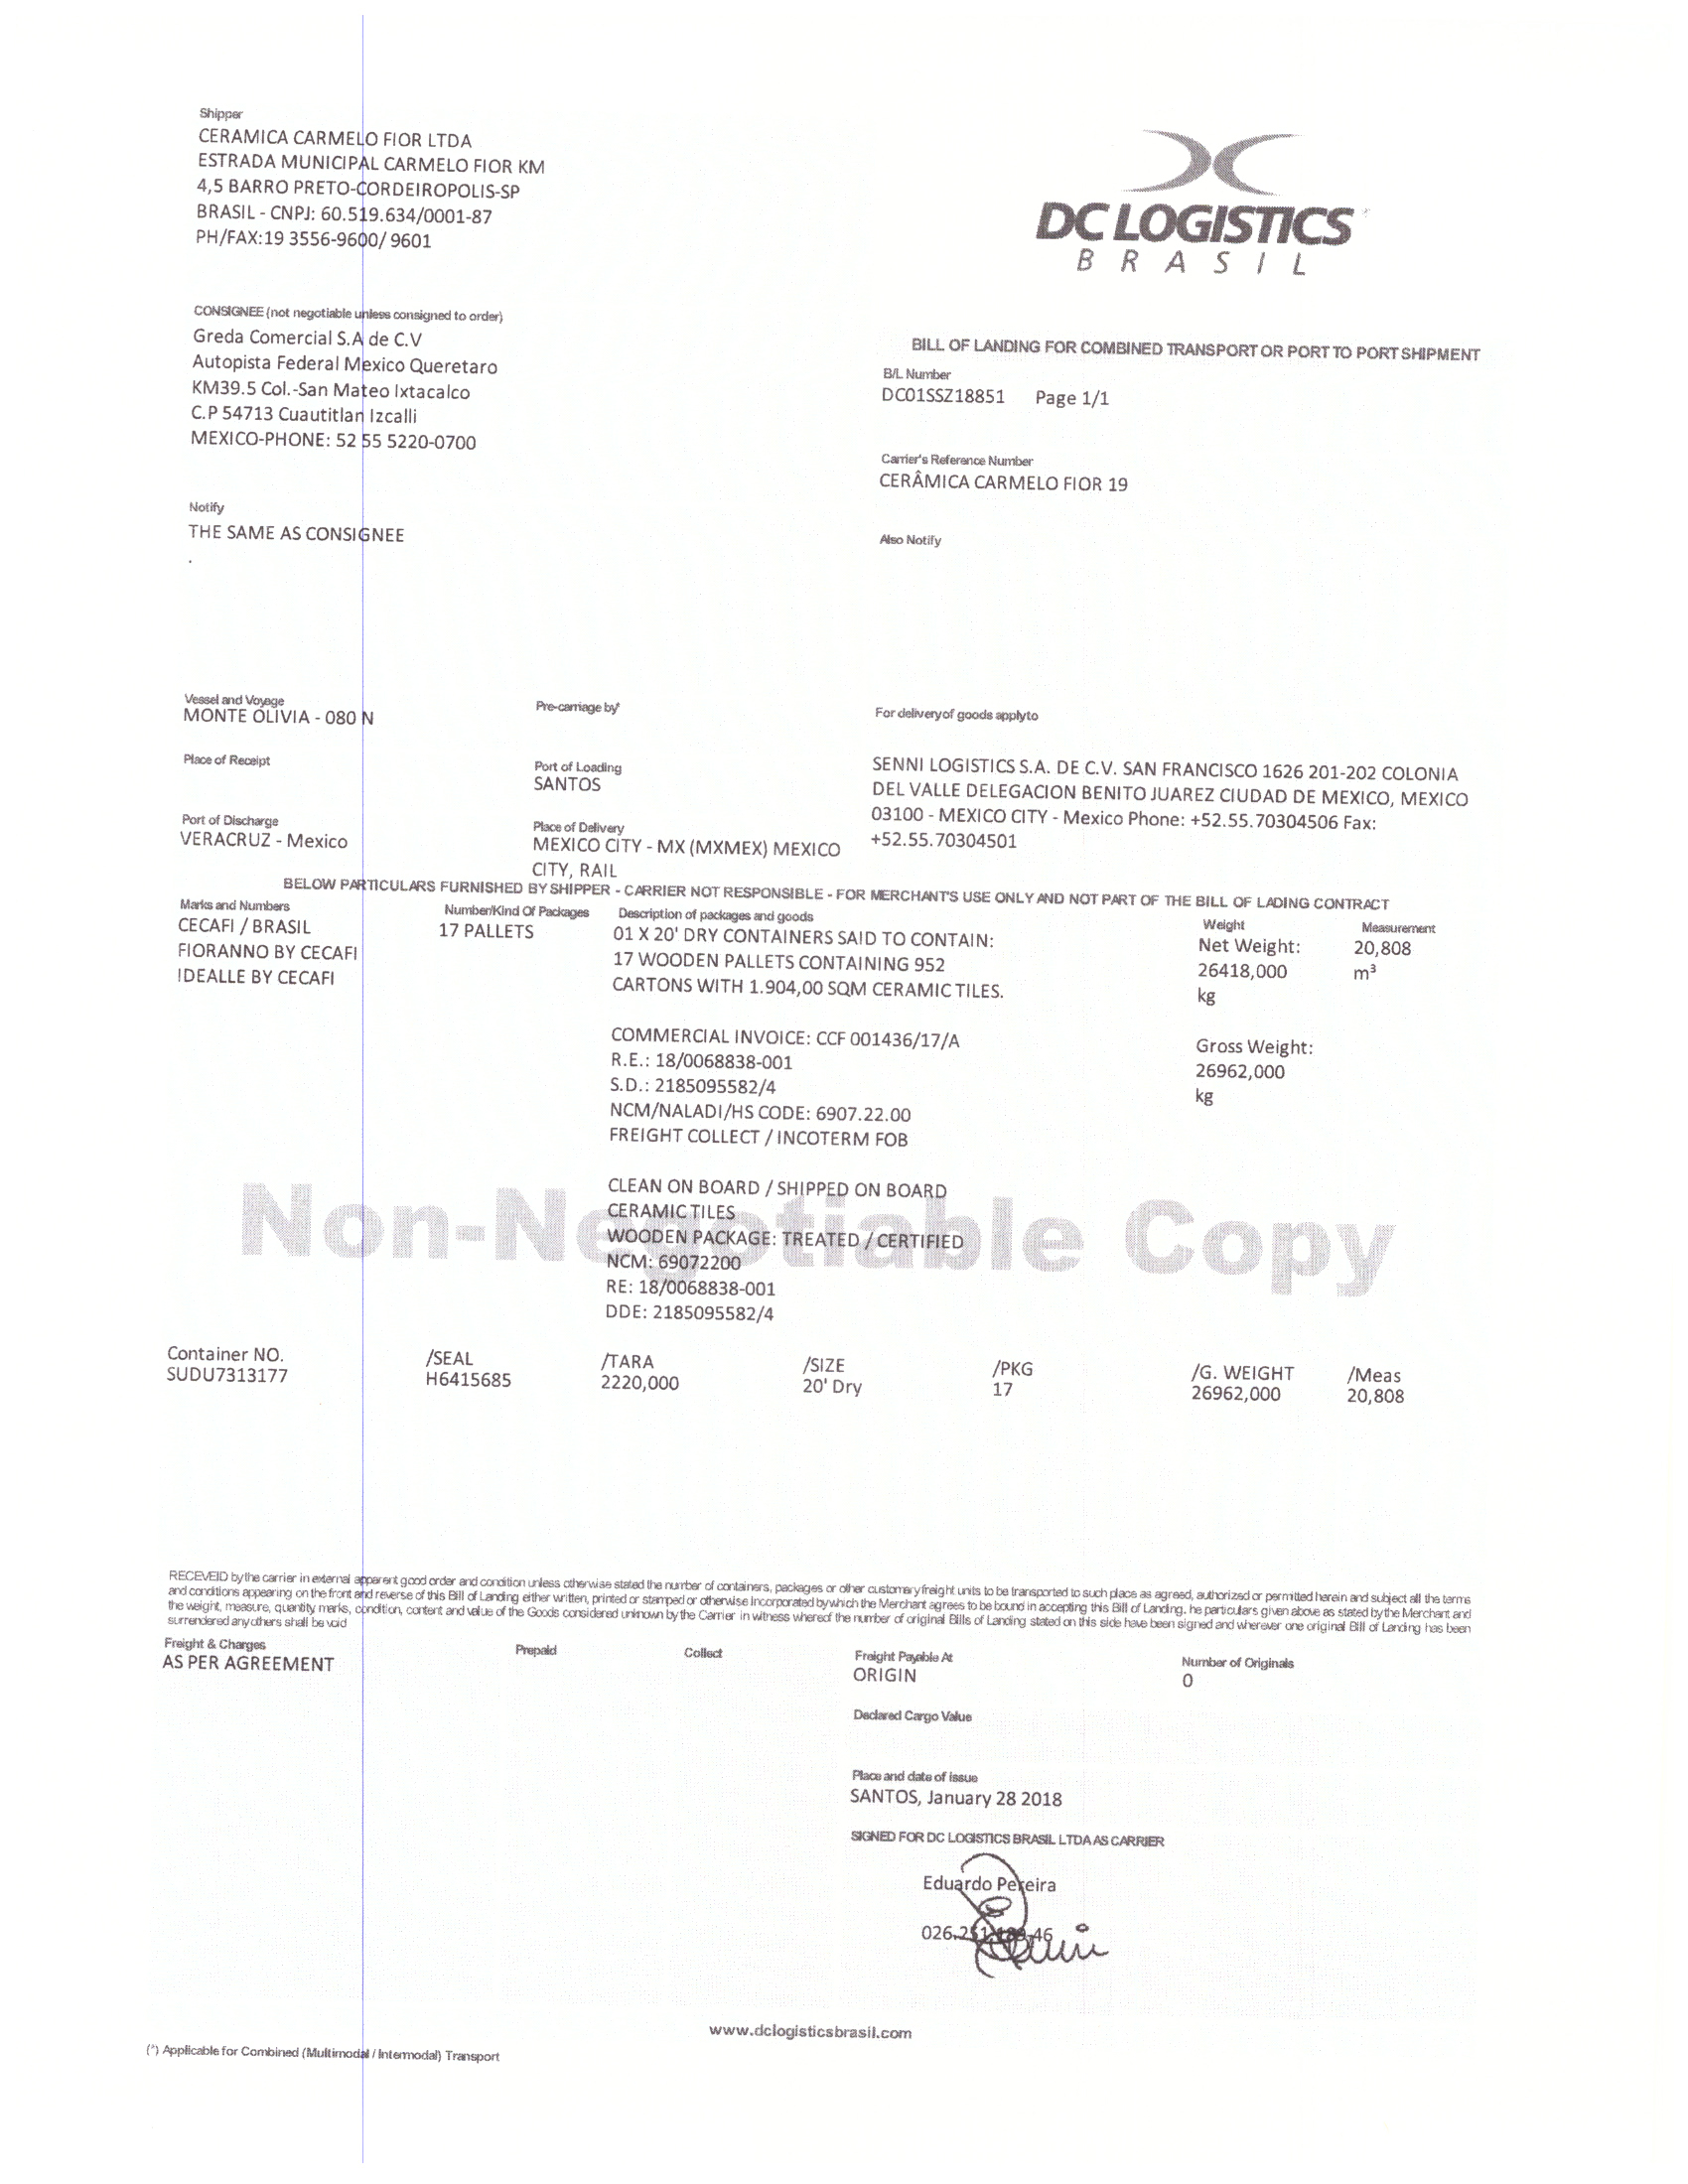 Shipper
CERAMICA CARMELO FIOR LTDA
ESTRADA MUNICIPAL CARMELO FIOR KM
4,5 BARRO PRETO-CORDEIROPOLIS-SP
BRASIL - CNPJ: 60.519.634/0001-87
PH/FAX:19 3556-9600/ 9601
DC LOGISTICS
BRASIL
CONSIGNEE (not negotiable unless consigned to order)
Greda Comercial S.A de C.V
Autopista Federal Mexico Queretaro
KM39.5 Col.-San Mateo Ixtacalco
C.P 54713 Cuautitlan Izcalli
MEXICO-PHONE: 52 55 5220-0700
BILL OF LANDING FOR COMBINED TRANSPORT OR PORT TO PORT SHIPMENT
B/L Number
DC01SSZ18851 Page 1/1
Carrier's Reference Number
CERÂMICA CARMELO FIOR 19
Notify
THE SAME AS CONSIGNEE
.
Also Notify
Vessel and Voyage
MONTE OLIVIA - 080 N
Pre-carriage by*
For delivery of goods apply to
Place of Receipt
Port of Loading
SANTOS
SENNI LOGISTICS S.A. DE C.V. SAN FRANCISCO 1626 201-202 COLONIA
DEL VALLE DELEGACION BENITO JUAREZ CIUDAD DE MEXICO, MEXICO
03100 - MEXICO CITY - Mexico Phone: +52.55.70304506 Fax:
+52.55.70304501
Port of Discharge
VERACRUZ - Mexico
Place of Delivery
MEXICO CITY - MX (MXMEX) MEXICO
CITY, RAIL
BELOW PARTICULARS FURNISHED BY SHIPPER - CARRIER NOT RESPONSIBLE - FOR MERCHANT'S USE ONLY AND NOT PART OF THE BILL OF LADING CONTRACT
Marks and Numbers
CECAFI / BRASIL
FIORANNO BY CECAFI
IDEALLE BY CECAFI
Number/Kind Of Packages
17 PALLETS
Description of packages and goods
01 X 20' DRY CONTAINERS SAID TO CONTAIN:
17 WOODEN PALLETS CONTAINING 952
CARTONS WITH 1.904,00 SQM CERAMIC TILES.
COMMERCIAL INVOICE: CCF 001436/17/A
R.E.: 18/0068838-001
S.D.: 2185095582/4
NCM/NALADI/HS CODE: 6907.22.00
FREIGHT COLLECT / INCOTERM FOB
CLEAN ON BOARD / SHIPPED ON BOARD
CERAMIC TILES
WOODEN PACKAGE: TREATED / CERTIFIED
NCM: 69072200
RE: 18/0068838-001
DDE: 2185095582/4
Weight
Net Weight:
26418,000
kg
Gross Weight:
26962,000
kg
Measurement
20,808
m³
Non-Negotiable Copy
Container NO. /SEAL /TARA /SIZE /PKG /G. WEIGHT /Meas
SUDU7313177 H6415685 2220,000 20' Dry 17 26962,000 20,808
RECEVEID by the carrier in external apparent good order and condition unless otherwise stated the number of containers, packages or other customary freight units to be transported to such place as agreed, authorized or permitted herein and subject all the terms
and conditions appearing on the front and reverse of this Bill of Landing either written, printed or stamped or otherwise Incorporated by which the Merchant agrees to be bound in accepting this Bill of Landing. he particulars given above as stated by the Merchant and
the weight, measure, quantity marks, condition, content and value of the Goods considered unknown by the Carrier in witness whereof the number of original Bills of Landing stated on this side have been signed and wherever one original Bill of Landing has been
surrendered any others shall be void
Freight & Charges
AS PER AGREEMENT
Prepaid
Collect
Freight Payable At
ORIGIN
Number of Originals
0
Declared Cargo Value
Place and date of issue
SANTOS, January 28 2018
SIGNED FOR DC LOGISTICS BRASIL LTDA AS CARRIER
Eduardo Pereira
www.dclogisticsbrasil.com
(*) Applicable for Combined (Multimodal / Intermodal) Transport